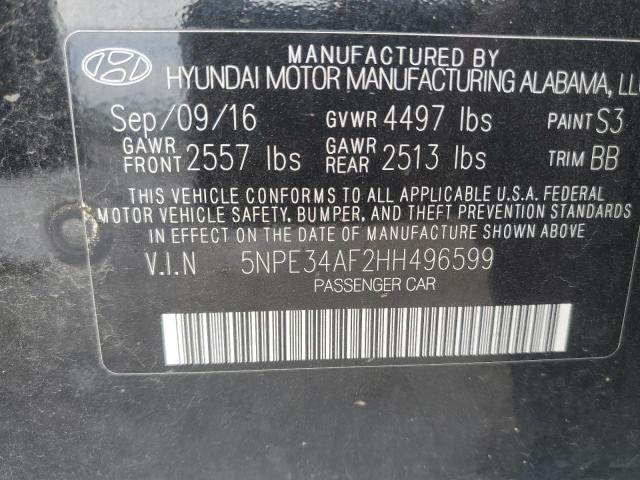 MANUFACTURED BY
HYUNDAI MOTOR MANUFACTURING ALABAMA, LLC
Sep/09/16 GVWR 4497 lbs PAINT S3
GAWR FRONT 2557 lbs GAWR REAR 2513 lbs TRIM BB
THIS VEHICLE CONFORMS TO ALL APPLICABLE U.S.A. FEDERAL
MOTOR VEHICLE SAFETY, BUMPER, AND THEFT PREVENTION STANDARDS
IN EFFECT ON THE DATE OF MANUFACTURE SHOWN ABOVE.
V.I.N 5NPE34AF2HH496599
PASSENGER CAR